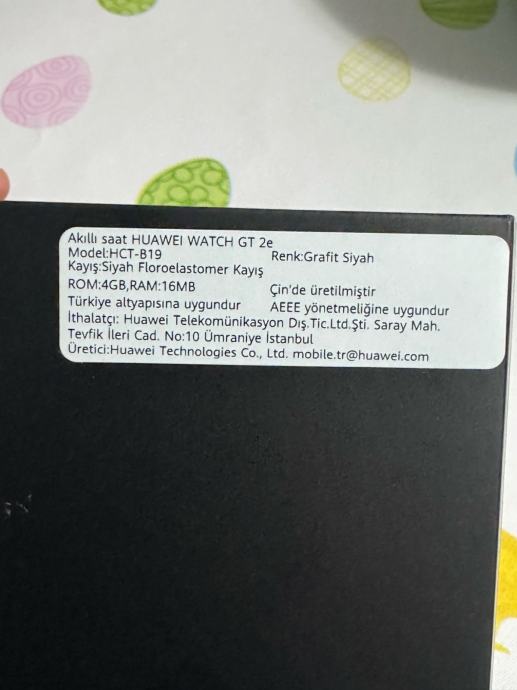 Akıllı saat HUAWEI WATCH GT 2e
Model:HCT-B19 Renk:Grafit Siyah
Kayış:Siyah Floroelastomer Kayış
ROM:4GB,RAM:16MB Çin'de üretilmiştir
Türkiye altyapısına uygundur AEEE yönetmeliğine uygundur
İthalatçı: Huawei Telekomünikasyon Dış.Tic.Ltd.Şti. Saray Mah.
Tevfik İleri Cad. No:10 Ümraniye İstanbul
Üretici:Huawei Technologies Co., Ltd. mobile.tr@huawei.com